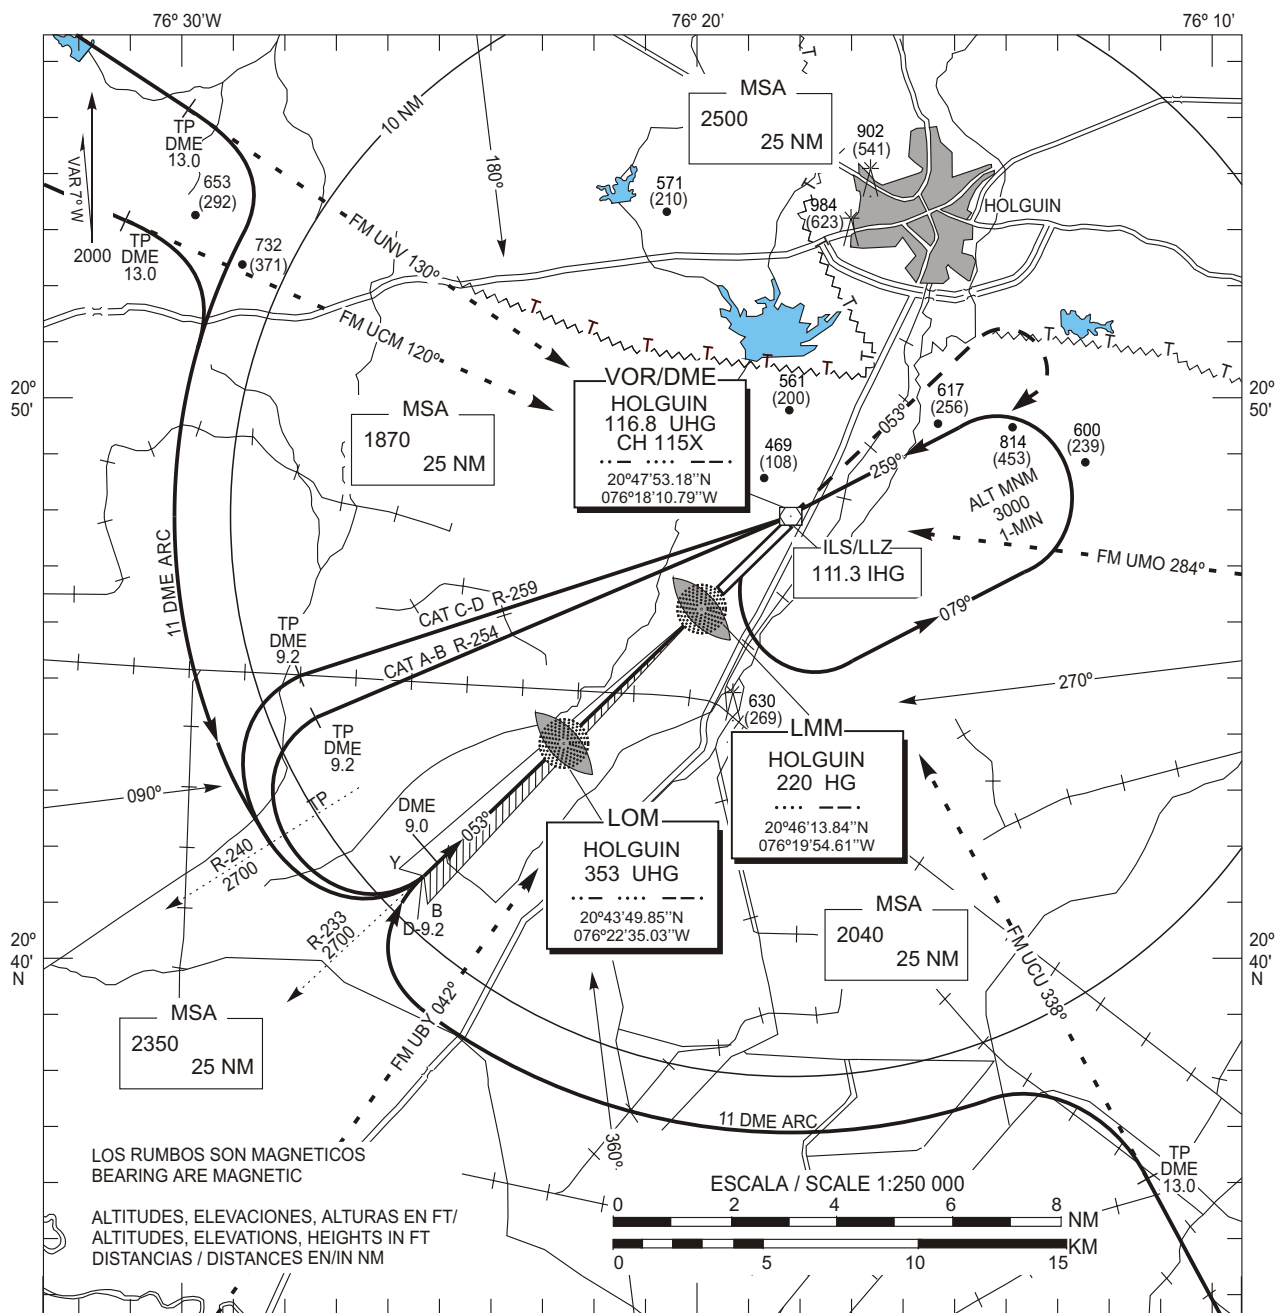 76º 30'W
76º 20'
76º 10'
10 NM
MSA
2500
25 NM
902
(541)
TP
DME
13.0
VAR 7º W
653
(292)
180º
571
(210)
984
(623)
HOLGUIN
2000
TP
DME
13.0
732
(371)
FM UNV 130º
FM UCM 120º
T
T
T
T
T
T
T
T
T
T
T
T
T
T
20º
50'
20º
50'
VOR/DME
HOLGUIN
116.8 UHG
CH 115X
20º47'53.18''N
076º18'10.79''W
561
(200)
469
(108)
053º
617
(256)
814
(453)
600
(239)
MSA
1870
25 NM
259º
ALT MNM
3000
1-MIN
ILS/LLZ
111.3 IHG
FM UMO 284º
11 DME ARC
CAT C-D R-259
CAT A-B R-254
TP
DME
9.2
TP
DME
9.2
079º
270º
630
(269)
LMM
HOLGUIN
220 HG
20º46'13.84''N
076º19'54.61''W
090º
TP
DME
9.0
053º
R-240
2700
Y
B
D-9.2
R-233
2700
LOM
HOLGUIN
353 UHG
20º43'49.85''N
076º22'35.03''W
MSA
2040
25 NM
20º
40'
N
20º
40'
N
FM UCU 338º
FM UBY 042º
MSA
2350
25 NM
11 DME ARC
360º
TP
DME
13.0
LOS RUMBOS SON MAGNETICOS
BEARING ARE MAGNETIC
ALTITUDES, ELEVACIONES, ALTURAS EN FT/
ALTITUDES, ELEVATIONS, HEIGHTS IN FT
DISTANCIAS / DISTANCES EN/IN NM
ESCALA / SCALE 1:250 000
0 2 4 6 8
NM
KM
0 5 10 15